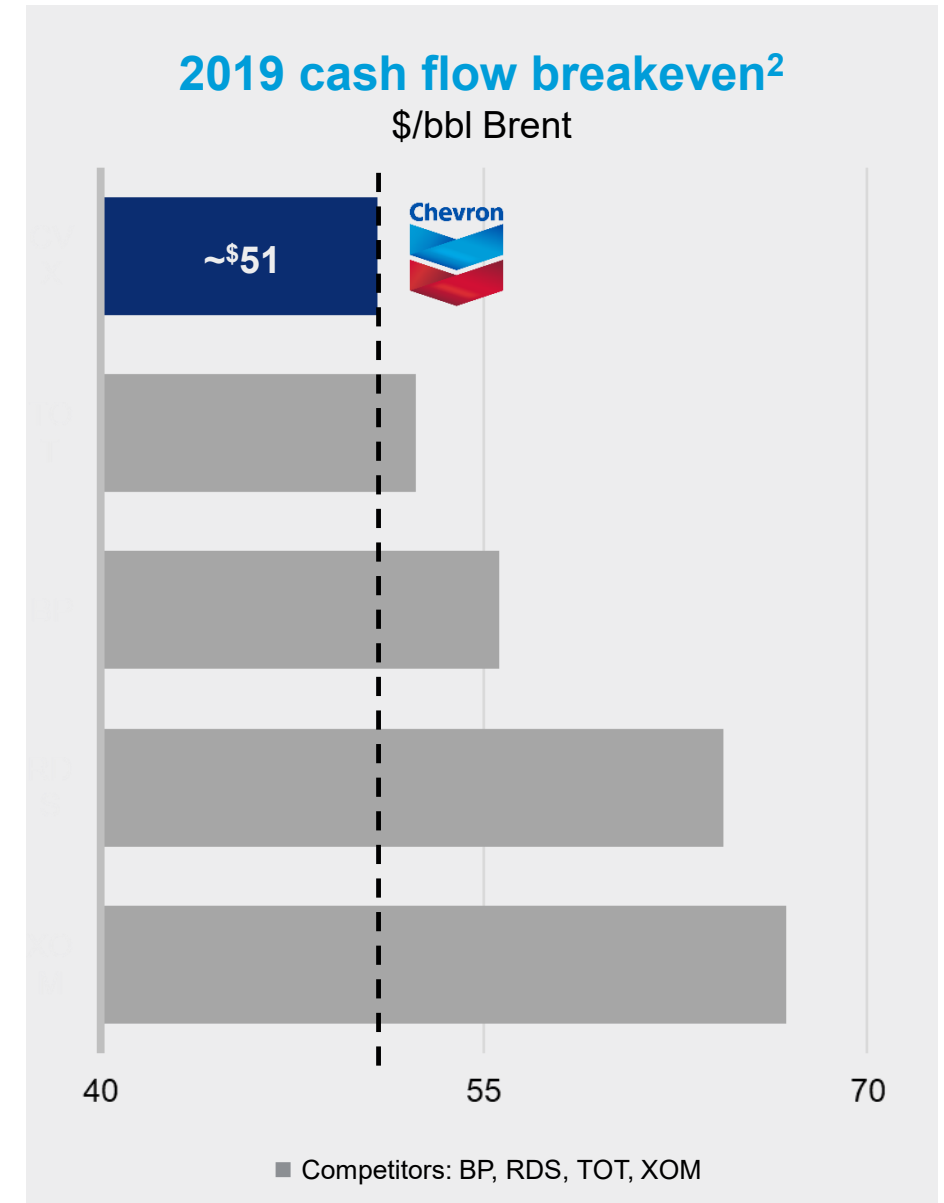 2019 cash flow breakeven²
$/bbl Brent
Chevron
~$51
40 55 70
Competitors: BP, RDS, TOT, XOM